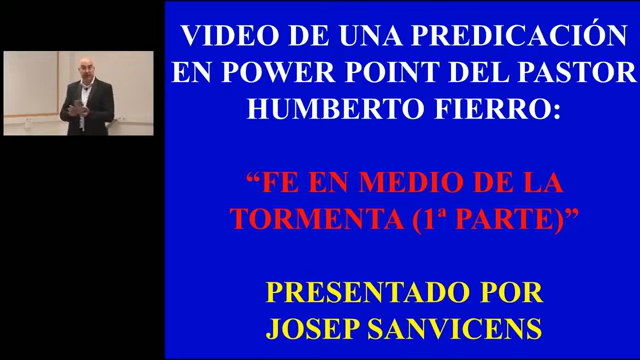 VIDEO DE UNA PREDICACIÓN
EN POWER POINT DEL PASTOR
HUMBERTO FIERRO:
“FE EN MEDIO DE LA
TORMENTA (1ª PARTE)”
PRESENTADO POR
JOSEP SANVICENS